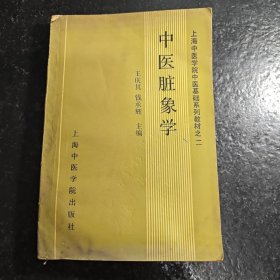 上海中医学院中医基础系列教材之二
中医脏象学
王庆其 钱承辉 主编
上海中医学院出版社